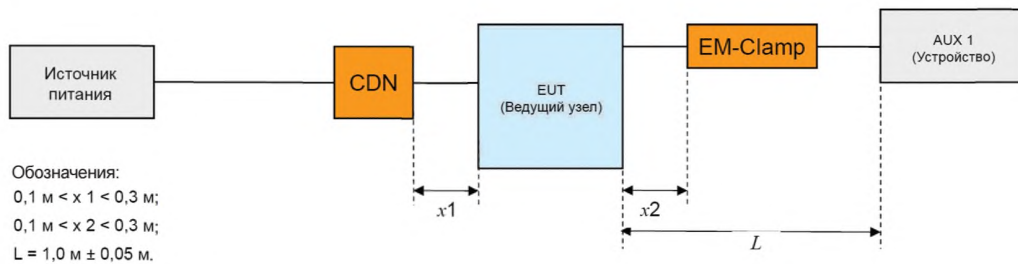 Источник
питания
CDN
EUT
(Ведущий узел)
EM-Clamp
AUX 1
(Устройство)
x1
x2
L
Обозначения:
0,1 м < x 1 < 0,3 м;
0,1 м < x 2 < 0,3 м;
L = 1,0 м ± 0,05 м.